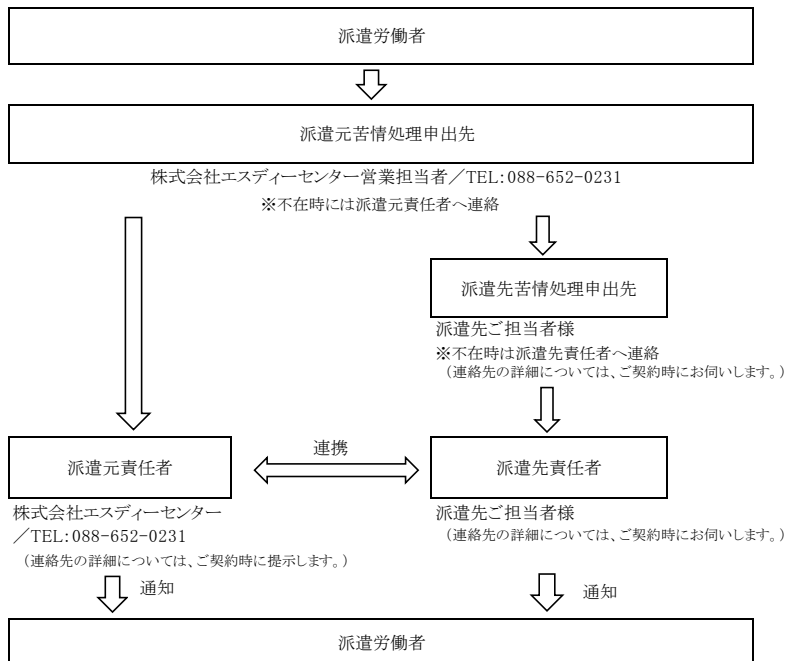 派遣労働者
派遣元苦情処理申出先
株式会社エスディーセンター営業担当者／TEL:088-652-0231
※不在時には派遣元責任者へ連絡
派遣先苦情処理申出先
派遣先ご担当者様
※不在時は派遣先責任者へ連絡
（連絡先の詳細については、ご契約時にお伺いします。）
派遣元責任者
連携
派遣先責任者
株式会社エスディーセンター
／TEL:088-652-0231
（連絡先の詳細については、ご契約時に提示します。）
派遣先ご担当者様
（連絡先の詳細については、ご契約時にお伺いします。）
通知
通知
派遣労働者